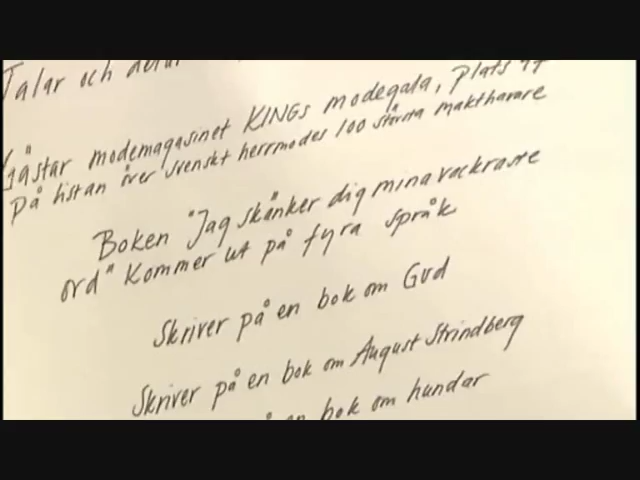 Talar och
Gästar modemagasinet KINGs modegala, plats
På listan över svenskt herrmodes 100 största makthavare
Boken "Jag skänker dig mina vackraste
ord" kommer ut på fyra språk
Skriver på en bok om Gud
Skriver på en bok om August Strindberg
på en bok om hundar